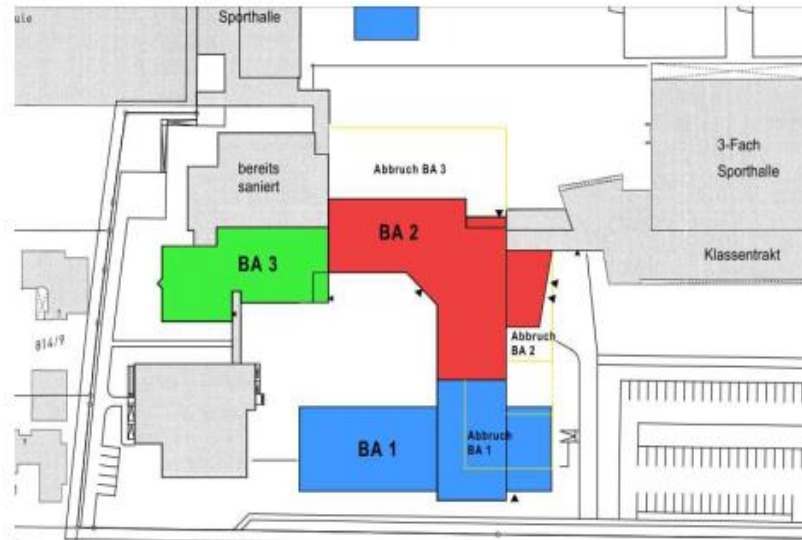 Sporthalle
bereits
saniert
Abbruch BA 3
3-Fach
Sporthalle
BA 2
BA 3
Klassentrakt
Abbruch
BA 2
814/9
BA 1
Abbruch
BA 1